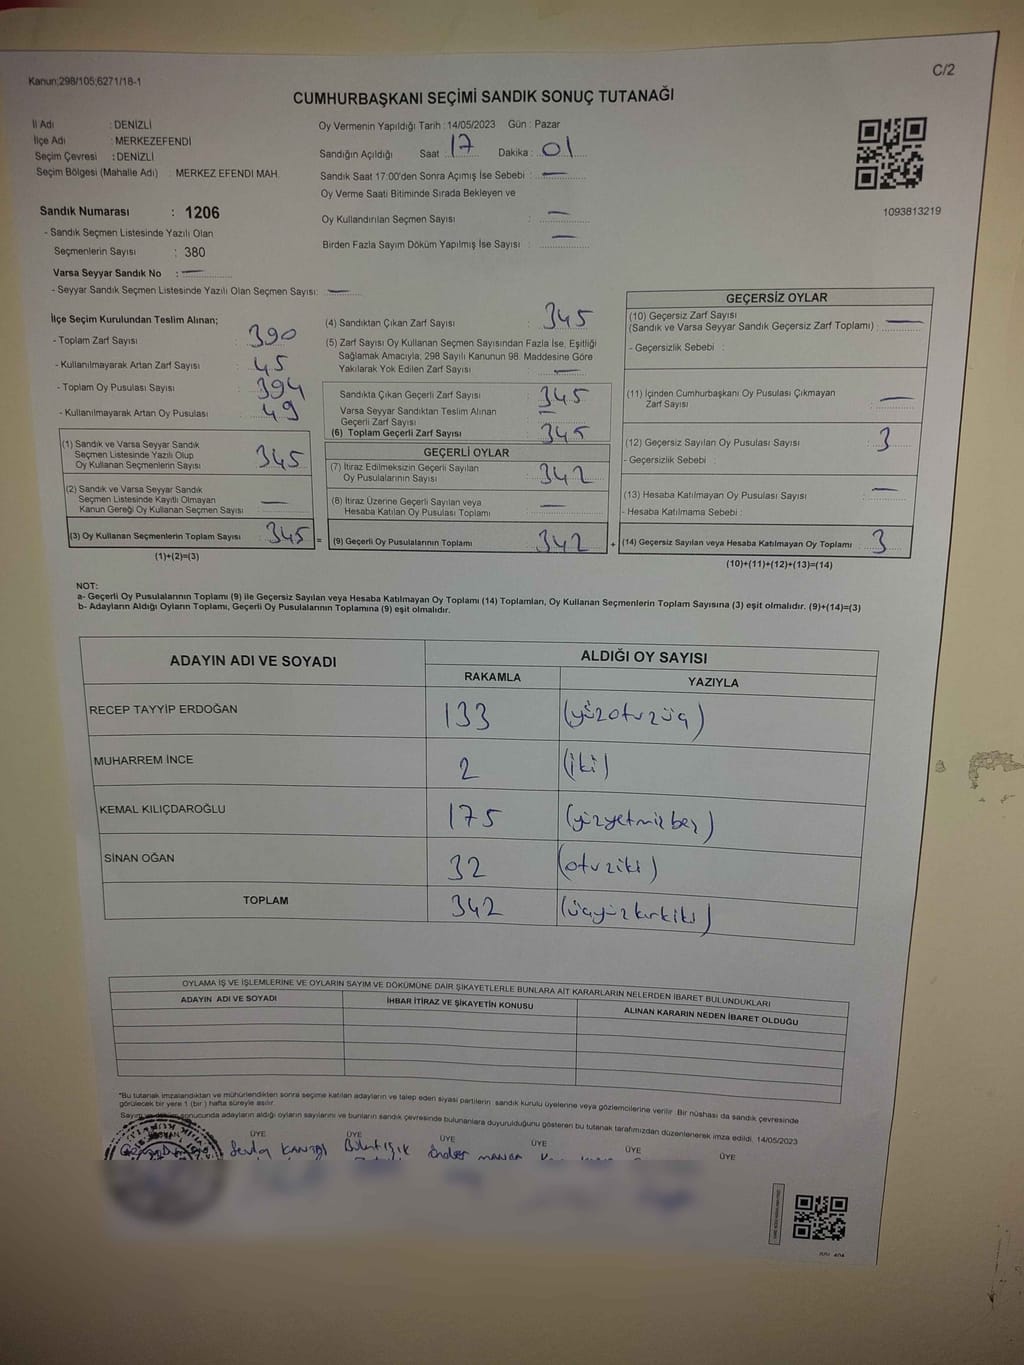 Kanun;298/105;6271/18-1
C/2
CUMHURBAŞKANI SEÇİMİ SANDIK SONUÇ TUTANAĞI
İl Adı : DENİZLİ
İlçe Adı : MERKEZEFENDİ
Seçim Çevresi : DENİZLİ
Seçim Bölgesi (Mahalle Adı) : MERKEZ EFENDİ MAH.
Sandık Numarası : 1206
- Sandık Seçmen Listesinde Yazılı Olan
Seçmenlerin Sayısı : 380
Varsa Seyyar Sandık No : —
- Seyyar Sandık Seçmen Listesinde Yazılı Olan Seçmen Sayısı: —
Oy Vermenin Yapıldığı Tarih : 14/05/2023 Gün : Pazar
Sandığın Açıldığı Saat : 17 Dakika : 01
Sandık Saat 17:00'den Sonra Açımış İse Sebebi : —
Oy Verme Saati Bitiminde Sırada Bekleyen ve
Oy Kullandırılan Seçmen Sayısı : —
Birden Fazla Sayım Döküm Yapılmış İse Sayısı : —
1093813219
İlçe Seçim Kurulundan Teslim Alınan;
- Toplam Zarf Sayısı : 390
- Kullanılmayarak Artan Zarf Sayısı : 45
- Toplam Oy Pusulası Sayısı : 394
- Kullanılmayarak Artan Oy Pusulası : 49
(1) Sandık ve Varsa Seyyar Sandık
Seçmen Listesinde Yazılı Olup
Oy Kullanan Seçmenlerin Sayısı : 345
(2) Sandık ve Varsa Seyyar Sandık
Seçmen Listesinde Kayıtlı Olmayan
Kanun Gereği Oy Kullanan Seçmen Sayısı : —
(3) Oy Kullanan Seçmenlerin Toplam Sayısı : 345
(1)+(2)=(3)
(4) Sandıktan Çıkan Zarf Sayısı : 345
(5) Zarf Sayısı Oy Kullanan Seçmen Sayısından Fazla İse, Eşitliği
Sağlamak Amacıyla; 298 Sayılı Kanunun 98. Maddesine Göre
Yakılarak Yok Edilen Zarf Sayısı : —
Sandıkta Çıkan Geçerli Zarf Sayısı : 345
Varsa Seyyar Sandıktan Teslim Alınan
Geçerli Zarf Sayısı : —
(6) Toplam Geçerli Zarf Sayısı : 345
GEÇERLİ OYLAR
(7) İtiraz Edilmeksizin Geçerli Sayılan
Oy Pusulalarının Sayısı : 342
(8) İtiraz Üzerine Geçerli Sayılan veya
Hesaba Katılan Oy Pusulası Toplamı : —
= (9) Geçerli Oy Pusulalarının Toplamı : 342
GEÇERSİZ OYLAR
(10) Geçersiz Zarf Sayısı
(Sandık ve Varsa Seyyar Sandık Geçersiz Zarf Toplamı) : —
- Geçersizlik Sebebi :
(11) İçinden Cumhurbaşkanı Oy Pusulası Çıkmayan
Zarf Sayısı : —
(12) Geçersiz Sayılan Oy Pusulası Sayısı : 3
- Geçersizlik Sebebi :
(13) Hesaba Katılmayan Oy Pusulası Sayısı : —
- Hesaba Katılmama Sebebi :
+ (14) Geçersiz Sayılan veya Hesaba Katılmayan Oy Toplamı : 3
(10)+(11)+(12)+(13)=(14)
NOT:
a- Geçerli Oy Pusulalarının Toplamı (9) ile Geçersiz Sayılan veya Hesaba Katılmayan Oy Toplamı (14) Toplamları, Oy Kullanan Seçmenlerin Toplam Sayısına (3) eşit olmalıdır. (9)+(14)=(3)
b- Adayların Aldığı Oyların Toplamı, Geçerli Oy Pusulalarının Toplamına (9) eşit olmalıdır.
ADAYIN ADI VE SOYADI
ALDIĞI OY SAYISI
RAKAMLA YAZIYLA
RECEP TAYYİP ERDOĞAN 133 (yüzotuzüç)
MUHARREM İNCE 2 (iki)
KEMAL KILIÇDAROĞLU 175 (yüzyetmişbeş)
SİNAN OĞAN 32 (otuziki)
TOPLAM 342 (üçyüzkırkiki)
OYLAMA İŞ VE İŞLEMLERİNE VE OYLARIN SAYIM VE DÖKÜMÜNE DAİR ŞİKAYETLERLE BUNLARA AİT KARARLARIN NELERDEN İBARET BULUNDUKLARI
ADAYIN ADI VE SOYADI İHBAR İTİRAZ VE ŞİKAYETİN KONUSU ALINAN KARARIN NEDEN İBARET OLDUĞU
*Bu tutanak imzalandıktan ve mühürlendikten sonra seçime katılan adayların ve talep eden siyasi partilerin sandık kurulu üyelerine veya gözlemcilerine verilir. Bir nüshası da sandık çevresinde
görülecek bir yere 1 (bir ) hafta süreyle asılır.
Sayım ve döküm sonucunda adayların aldığı oyların sayılarını ve bunların sandık çevresinde bulunanlara duyurulduğunu gösteren bu tutanak tarafımızdan düzenlenerek imza edildi. 14/05/2023
ÜYE ÜYE ÜYE ÜYE ÜYE ÜYE